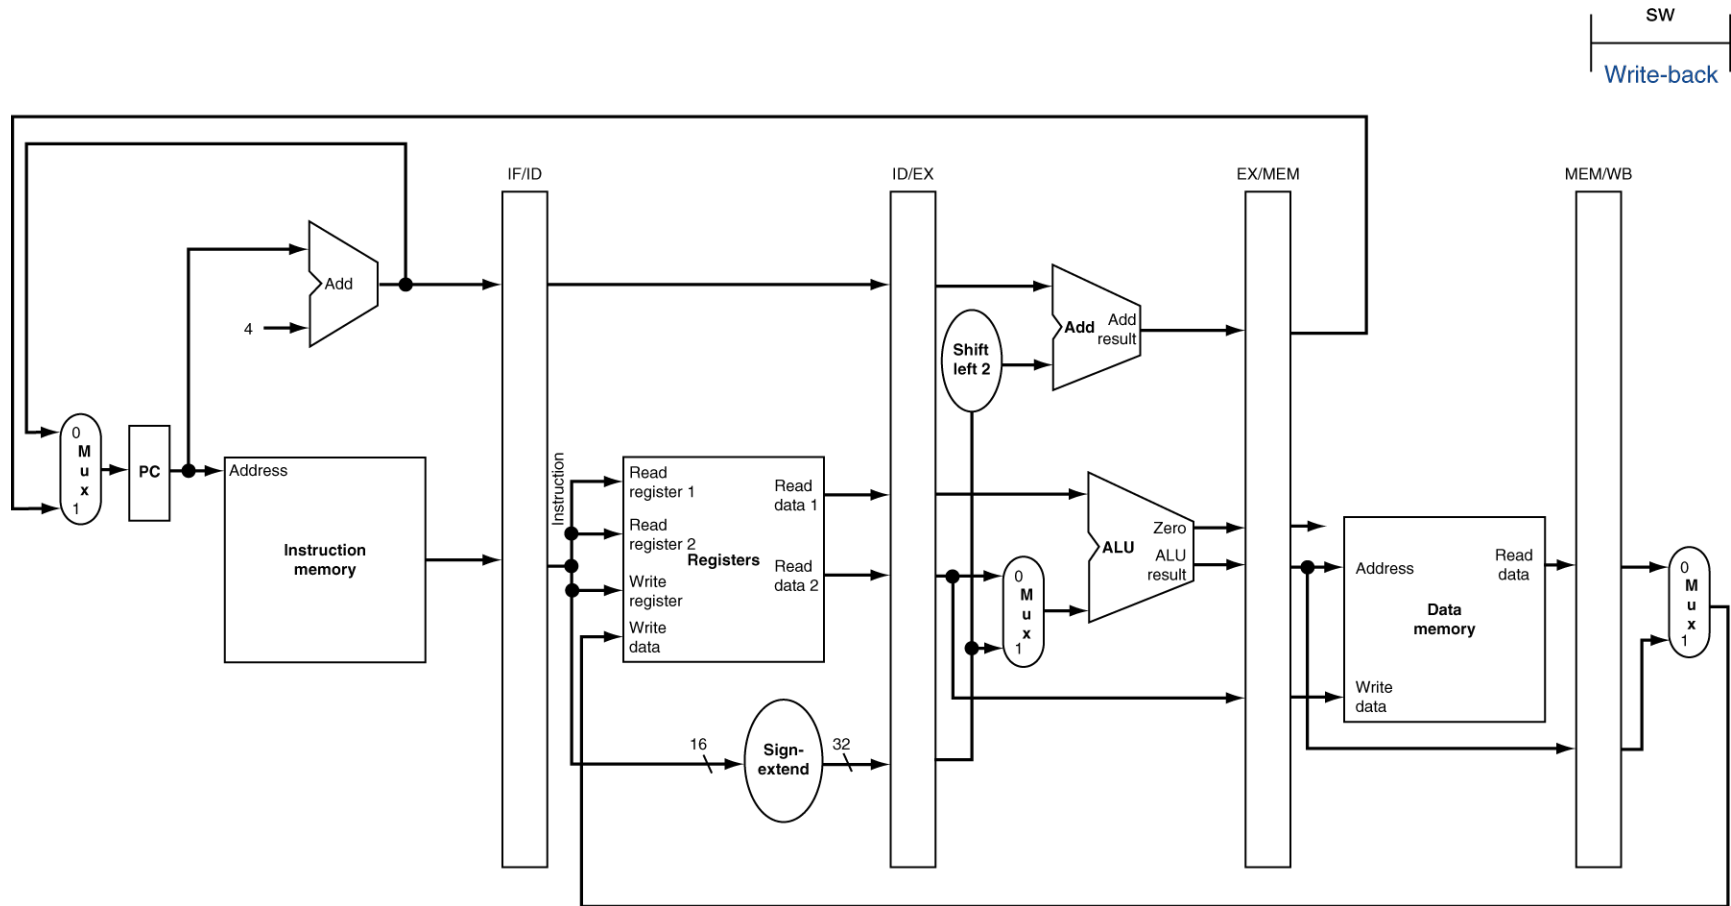 SW
Write-back
IF/ID
ID/EX
EX/MEM
MEM/WB
Add
4
Add
Add
result
Shift
left 2
0
M
u
x
1
PC
Address
Instruction
memory
Instruction
Read
register 1
Read
register 2
Write
register
Write
data
Registers
Read
data 1
Read
data 2
16
Sign-
extend
32
0
M
u
x
1
ALU
Zero
ALU
result
Address
Read
data
Data
memory
Write
data
0
M
u
x
1